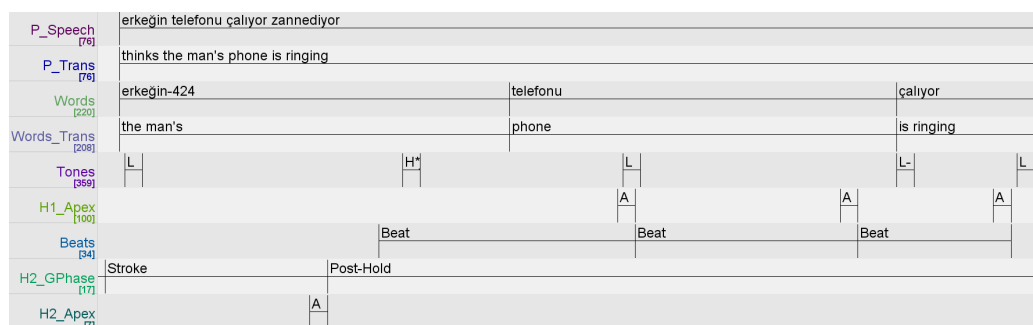 P_Speech [76] erkeğin telefonu çalıyor zannediyor
P_Trans [76] thinks the man's phone is ringing
Words [220] erkeğin-424 telefonu çalıyor
Words_Trans [208] the man's phone is ringing
Tones [359] L H* L L- L
H1_Apex [100] A A A
Beats [34] Beat Beat Beat
H2_GPhase [17] Stroke Post-Hold
H2_Apex A